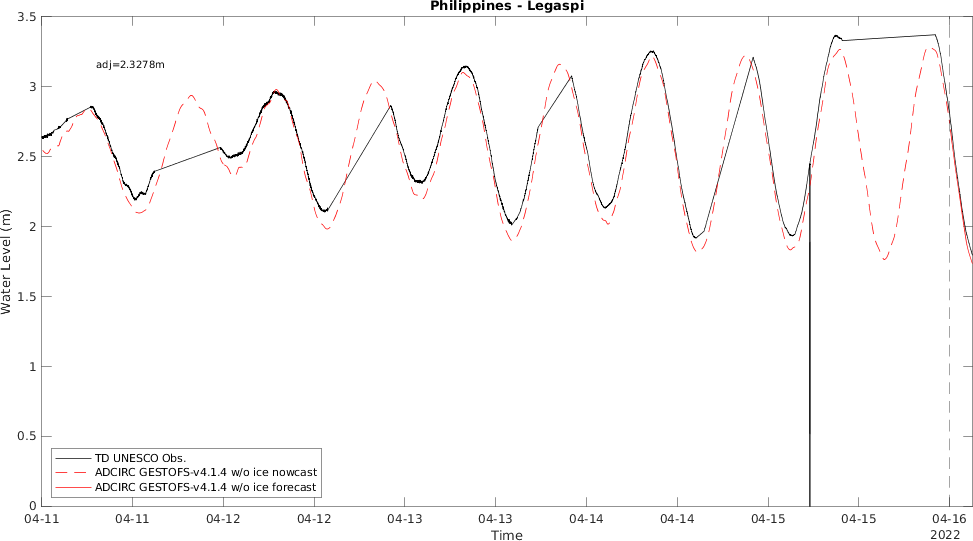 Philippines - Legaspi
3.5
adj=2.3278m
3
2.5
2
1.5
1
0.5
0
Water Level (m)
TD UNESCO Obs.
ADCIRC GESTOFS-v4.1.4 w/o ice nowcast
ADCIRC GESTOFS-v4.1.4 w/o ice forecast
04-11 04-11 04-12 04-12 04-13 04-13 04-14 04-14 04-15 04-15 04-16
Time 2022